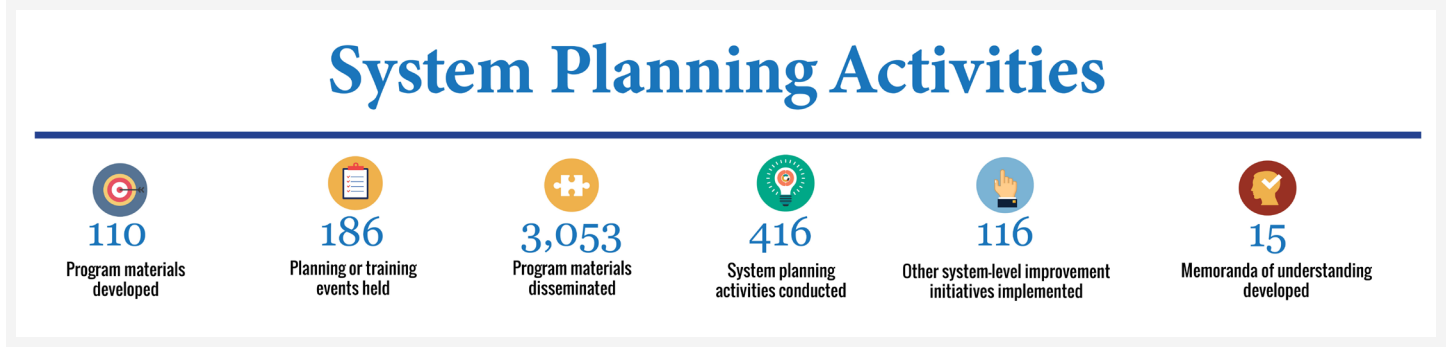 System Planning Activities
110
Program materials
developed
186
Planning or training
events held
3,053
Program materials
disseminated
416
System planning
activities conducted
116
Other system-level improvement
initiatives implemented
15
Memoranda of understanding
developed